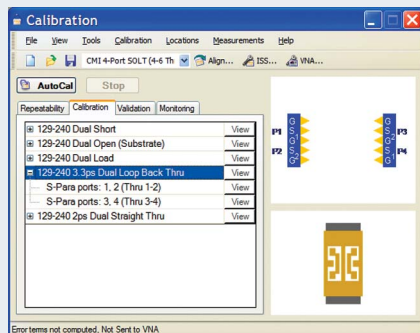 Calibration
File View Tools Calibration Locations Measurements Help
CMI 4-Port SOLT (4-6 Th Align... ISS... VNA...
AutoCal Stop
Repeatability Calibration Validation Monitoring
129-240 Dual Short View
129-240 Dual Open (Substrate) View
129-240 Dual Load View
129-240 3.3ps Dual Loop Back Thru View
S-Para ports: 1, 2 (Thru 1-2) View
S-Para ports: 3, 4 (Thru 3-4) View
129-240 2ps Dual Straight Thru View
G G
P1 S S P3
G G
P2 S S P4
G G
Error terms not computed, Not Sent to VNA